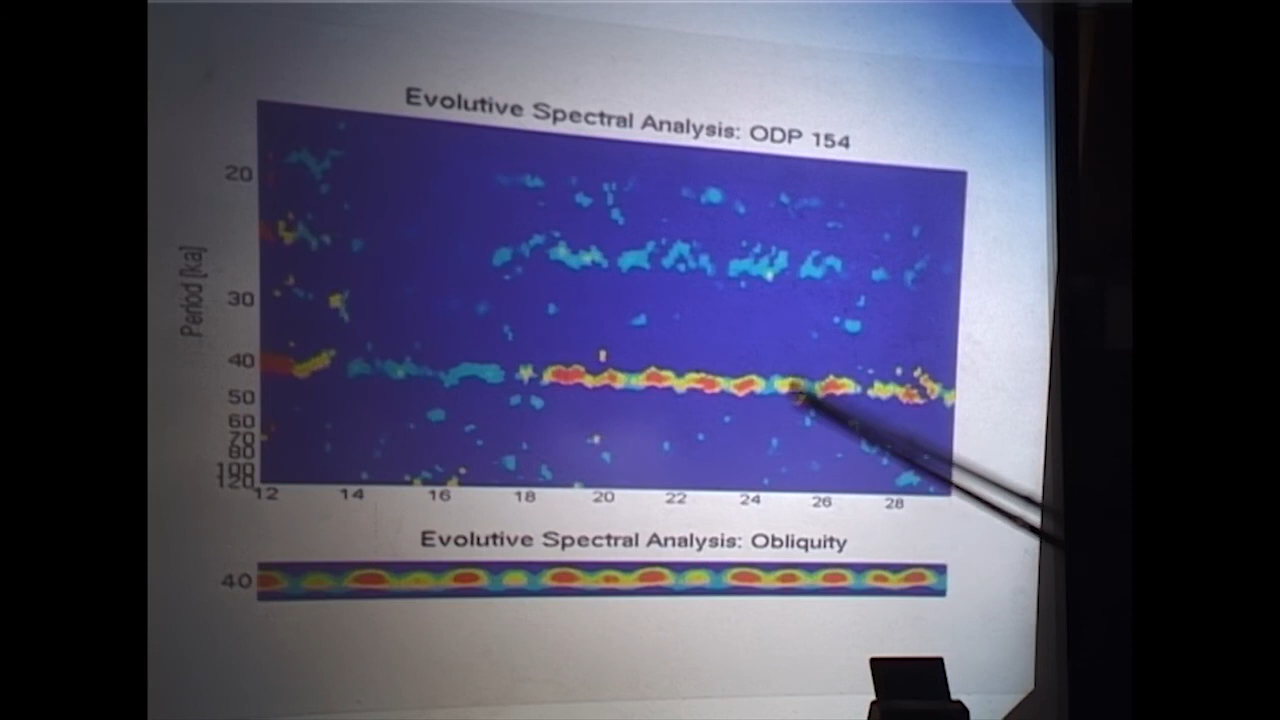 Evolutive Spectral Analysis: ODP 154
Period [ka]
20
30
40
50
60
70
80
100
120
12 14 16 18 20 22 24 26 28
Evolutive Spectral Analysis: Obliquity
40